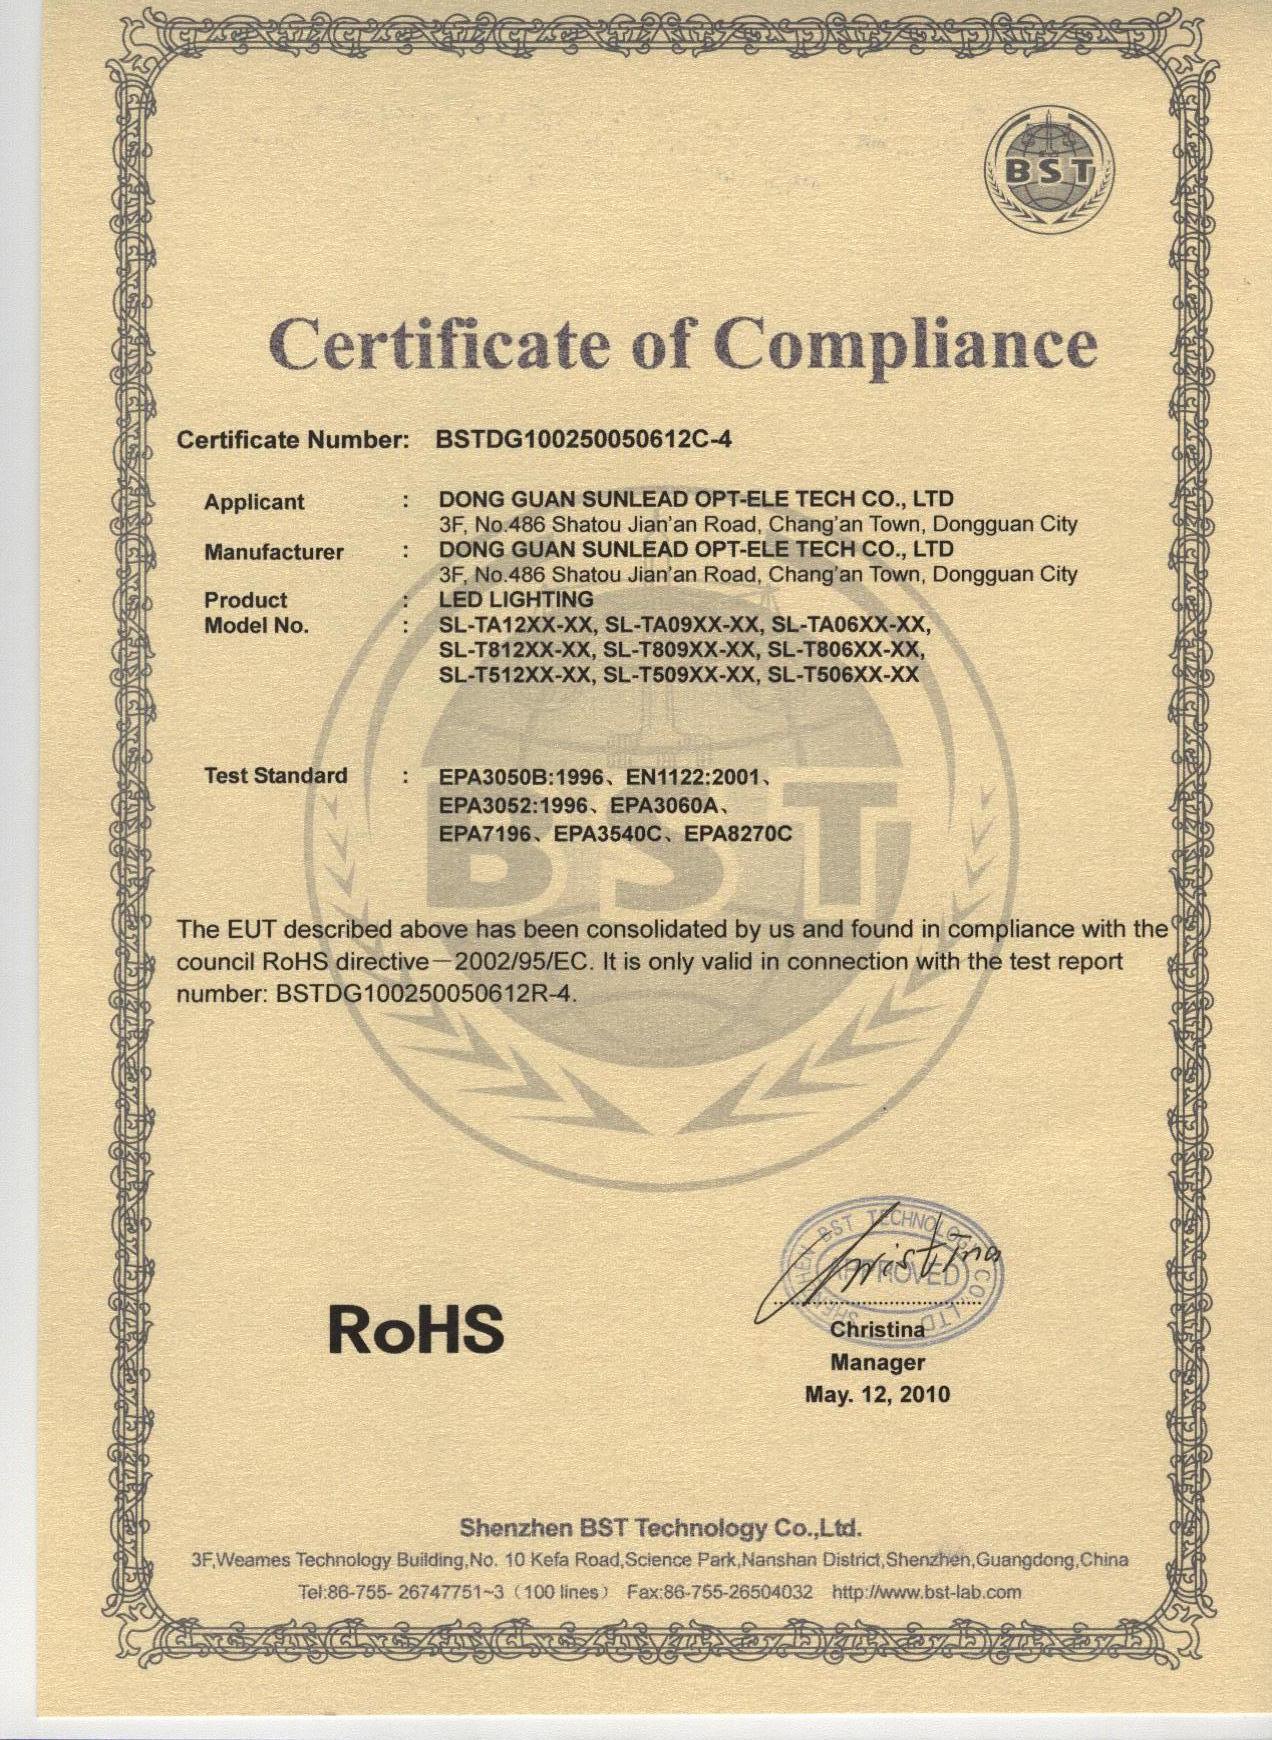 BST
Certificate of Compliance
Certificate Number: BSTDG100250050612C-4
Applicant : DONG GUAN SUNLEAD OPT-ELE TECH CO., LTD
3F, No.486 Shatou Jian'an Road, Chang'an Town, Dongguan City
Manufacturer : DONG GUAN SUNLEAD OPT-ELE TECH CO., LTD
3F, No.486 Shatou Jian'an Road, Chang'an Town, Dongguan City
Product : LED LIGHTING
Model No. : SL-TA12XX-XX, SL-TA09XX-XX, SL-TA06XX-XX,
SL-T812XX-XX, SL-T809XX-XX, SL-T806XX-XX,
SL-T512XX-XX, SL-T509XX-XX, SL-T506XX-XX
Test Standard : EPA3050B:1996、EN1122:2001、
EPA3052:1996、EPA3060A、
EPA7196、EPA3540C、EPA8270C
BST
The EUT described above has been consolidated by us and found in compliance with the
council RoHS directive—2002/95/EC. It is only valid in connection with the test report
number: BSTDG100250050612R-4.
SHENZHEN BST TECHNOLOGY CO. LTD
APPROVED
Christina
RoHS
Christina
Manager
May. 12, 2010
Shenzhen BST Technology Co.,Ltd.
3F,Weames Technology Building,No. 10 Kefa Road,Science Park,Nanshan District,Shenzhen,Guangdong,China
Tel:86-755- 26747751~3（100 lines） Fax:86-755-26504032 http://www.bst-lab.com